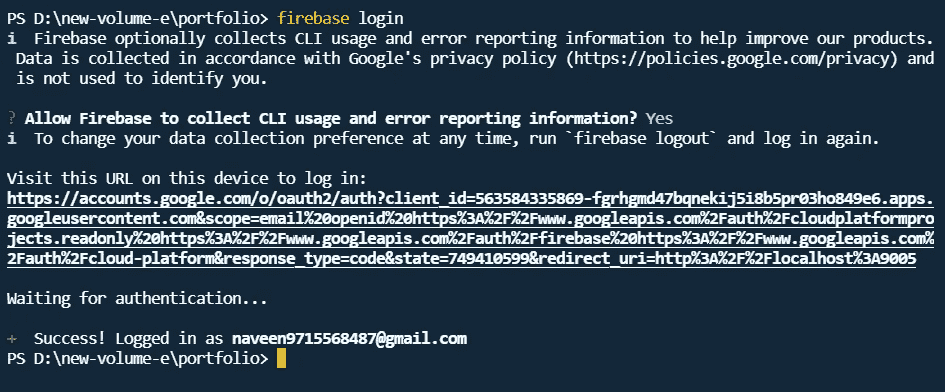 PS D:\new-volume-e\portfolio> firebase login
i  Firebase optionally collects CLI usage and error reporting information to help improve our products.
 Data is collected in accordance with Google's privacy policy (https://policies.google.com/privacy) and
 is not used to identify you.
? Allow Firebase to collect CLI usage and error reporting information? Yes
i  To change your data collection preference at any time, run `firebase logout` and log in again.
Visit this URL on this device to log in:
https://accounts.google.com/o/oauth2/auth?client_id=563584335869-fgrhgmd47bqnekij5i8b5pr03ho849e6.apps.
googleusercontent.com&scope=email%20openid%20https%3A%2F%2Fwww.googleapis.com%2Fauth%2Fcloudplatformpro
jects.readonly%20https%3A%2F%2Fwww.googleapis.com%2Fauth%2Ffirebase%20https%3A%2F%2Fwww.googleapis.com%
2Fauth%2Fcloud-platform&response_type=code&state=749410599&redirect_uri=http%3A%2F%2Flocalhost%3A9005
Waiting for authentication...
+  Success! Logged in as naveen9715568487@gmail.com
PS D:\new-volume-e\portfolio>